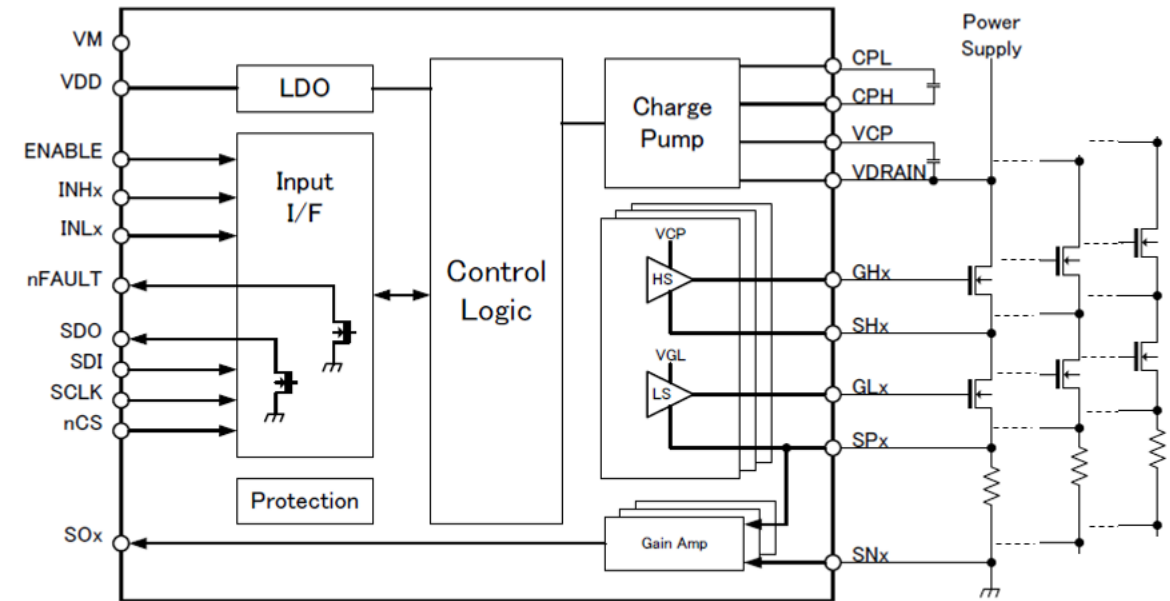 VM
VDD
ENABLE
INHx
INLx
nFAULT
SDO
SDI
SCLK
nCS
SOx
LDO
Input
I/F
Protection
Control
Logic
Charge
Pump
VCP
HS
VGL
LS
Gain Amp
CPL
CPH
VCP
VDRAIN
GHx
SHx
GLx
SPx
SNx
Power
Supply